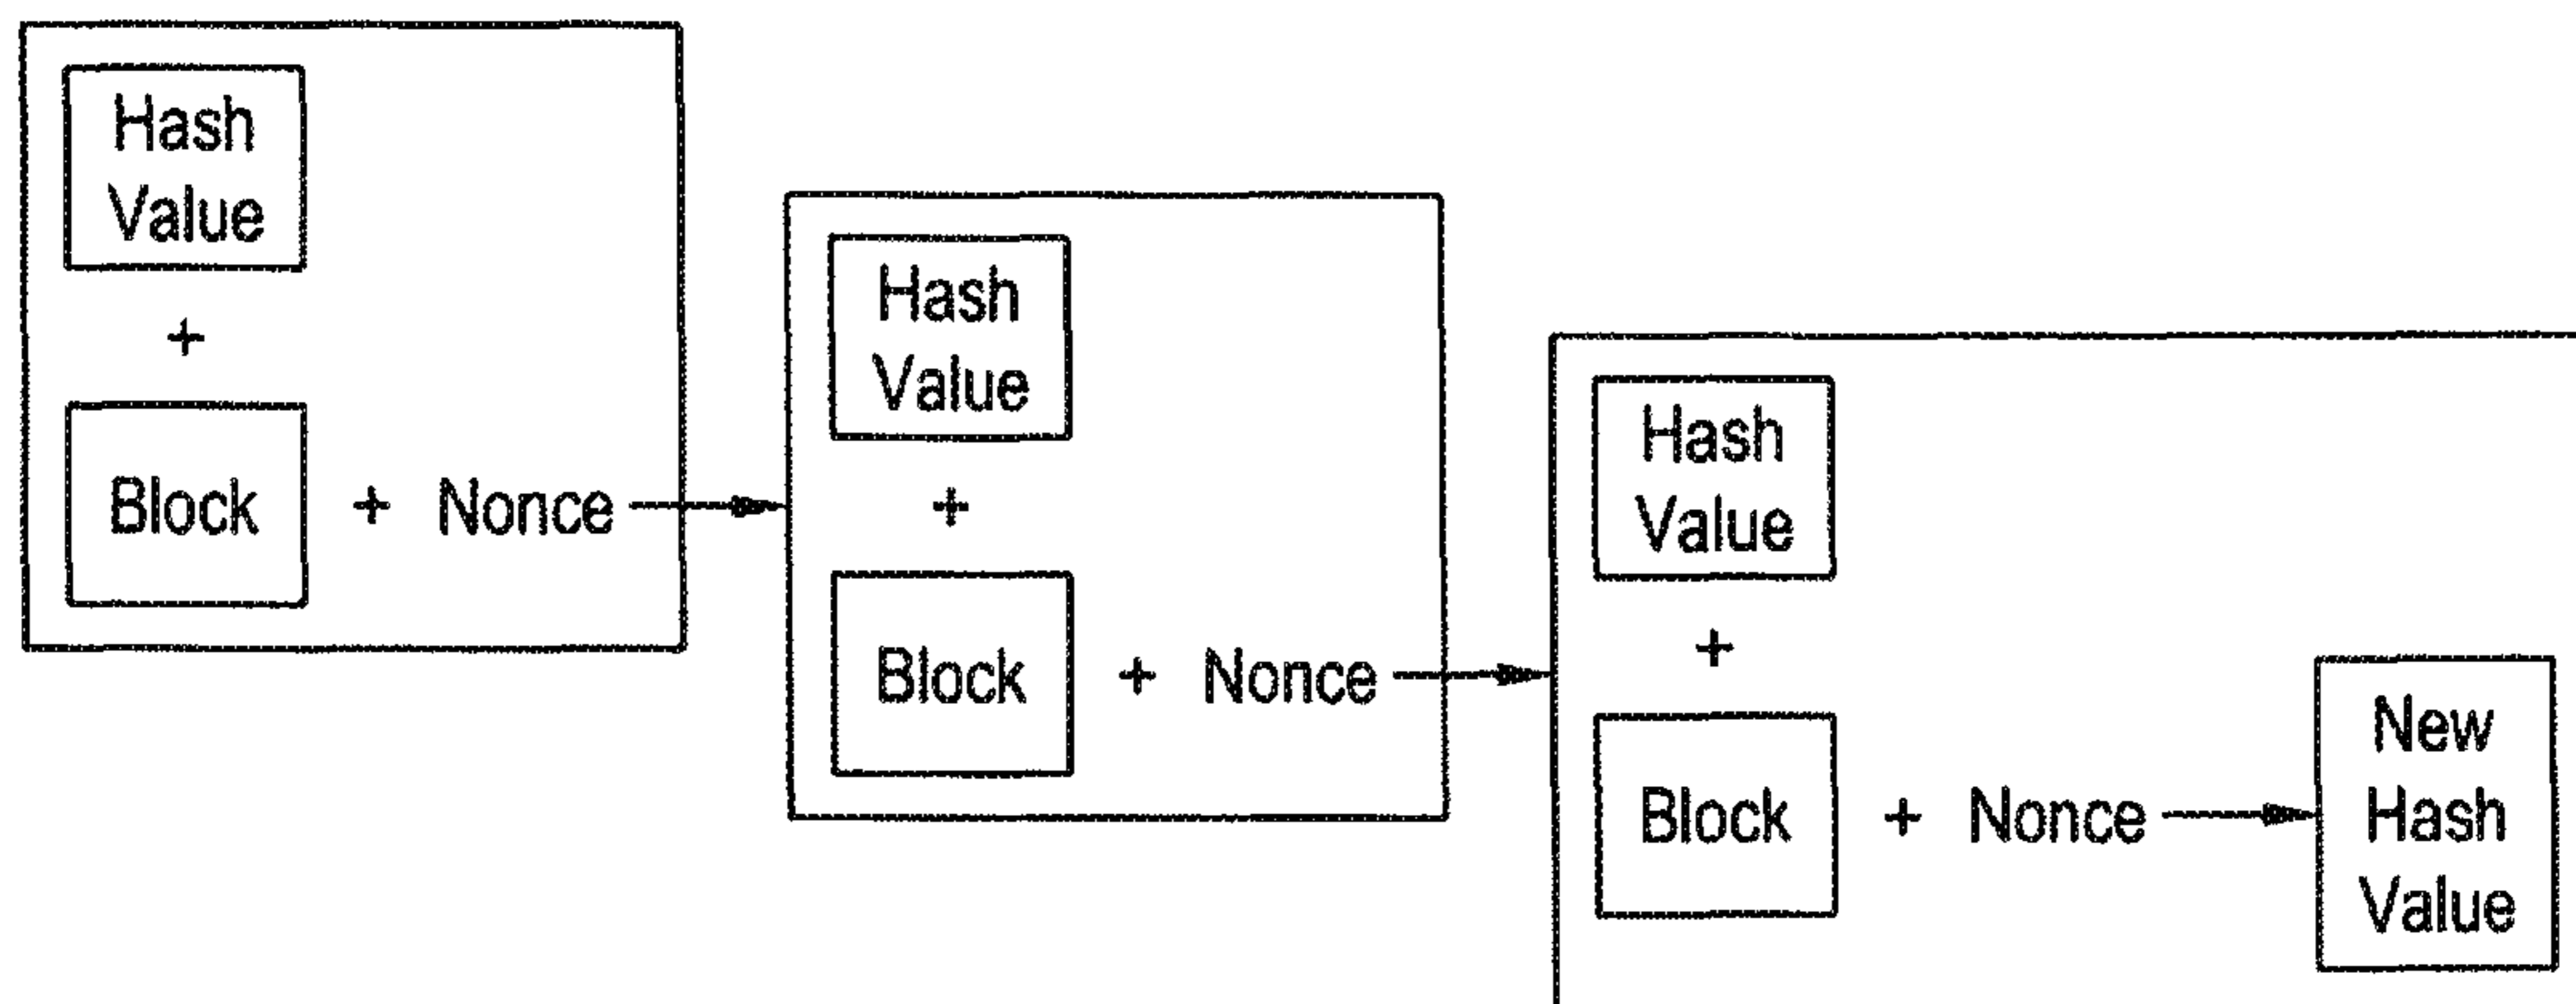 Hash
Value
+
Block + Nonce
Hash
Value
+
Block + Nonce
Hash
Value
+
Block + Nonce
New
Hash
Value